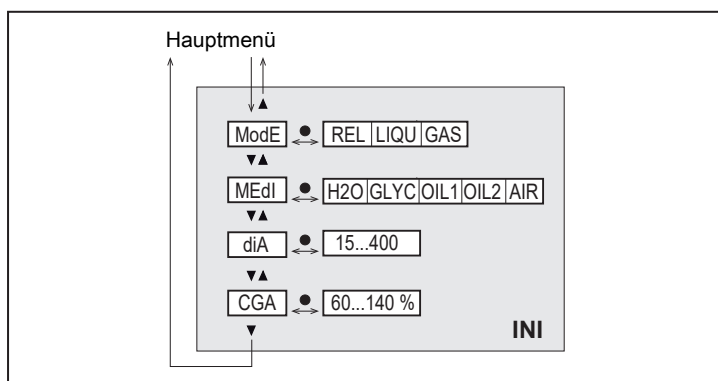 Hauptmenü
ModE REL LIQU GAS
MEdI H2O GLYC OIL1 OIL2 AIR
diA 15...400
CGA 60...140 %
INI